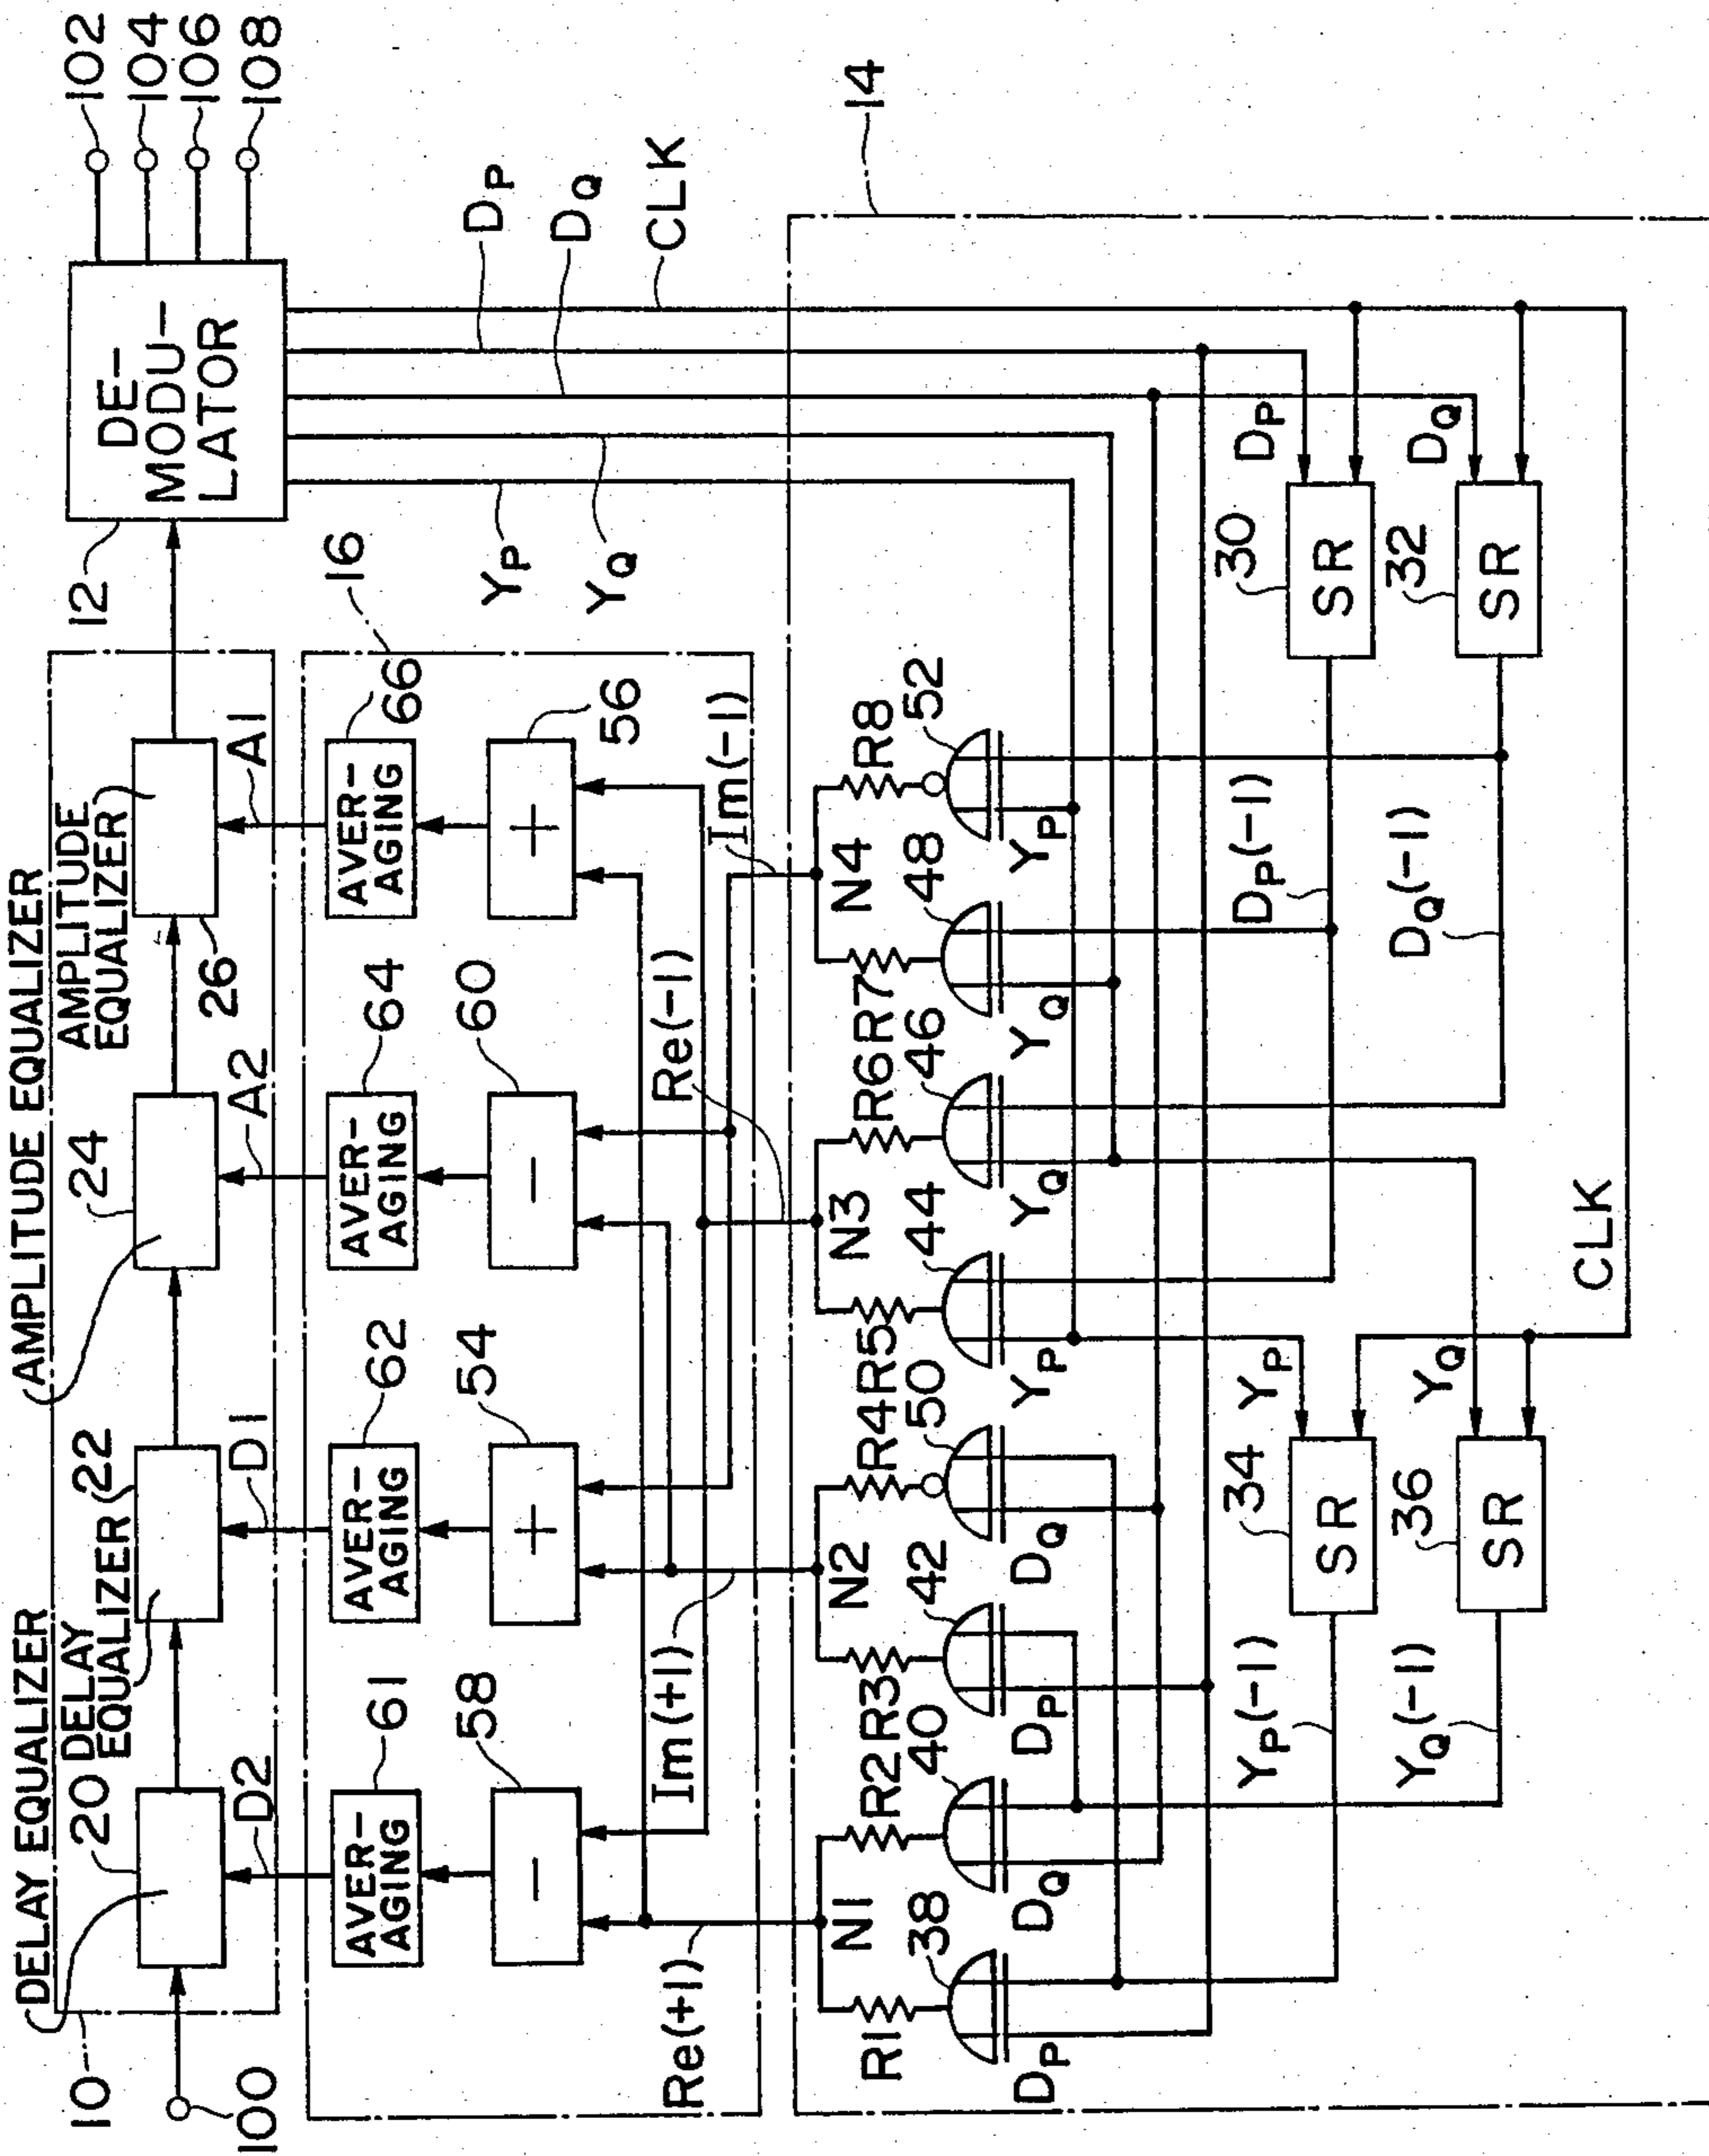 DELAY EQUALIZER
AMPLITUDE EQUALIZER
10
20
DELAY
EQUALIZER
22
24
AMPLITUDE
EQUALIZER
26
12
DE-
MODU-
LATOR
102
104
106
108
100
D2
D1
A2
A1
16
AVER-
AGING
61
AVER-
AGING
62
AVER-
AGING
64
AVER-
AGING
66
−
58
+
54
−
60
+
56
Re(+1)
Im(+1)
Re(-1)
Im(-1)
YP
YQ
DP
DQ
CLK
14
N1
N2
N3
N4
R1
R2
R3
R4
R5
R6
R7
R8
38
40
42
50
44
46
48
52
DP
DQ
DP
DQ
YP
YQ
YQ
YP
YP(-1)
YQ(-1)
34
SR
YP
36
SR
YQ
CLK
DP(-1)
DQ(-1)
30
SR
DP
32
SR
DQ